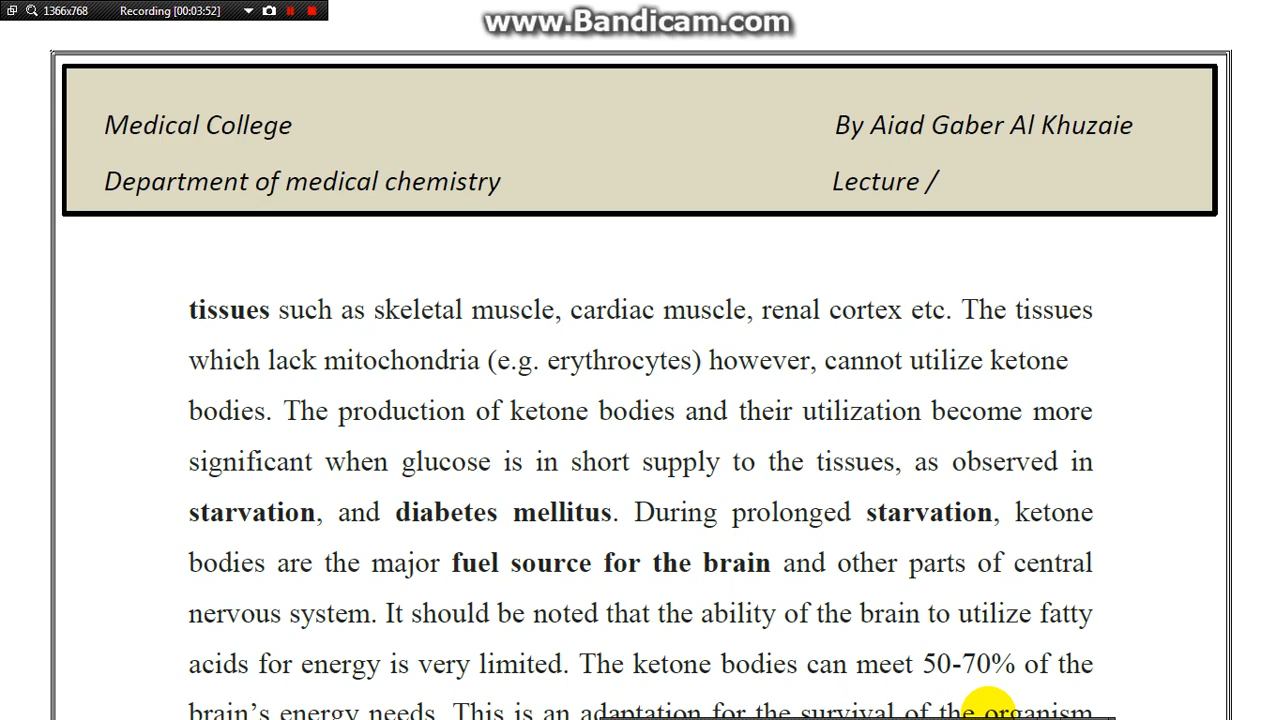 1366x768 Recording [00:03:52]
www.Bandicam.com
Medical College By Aiad Gaber Al Khuzaie
Department of medical chemistry Lecture /
tissues such as skeletal muscle, cardiac muscle, renal cortex etc. The tissues
which lack mitochondria (e.g. erythrocytes) however, cannot utilize ketone
bodies. The production of ketone bodies and their utilization become more
significant when glucose is in short supply to the tissues, as observed in
starvation, and diabetes mellitus. During prolonged starvation, ketone
bodies are the major fuel source for the brain and other parts of central
nervous system. It should be noted that the ability of the brain to utilize fatty
acids for energy is very limited. The ketone bodies can meet 50-70% of the
brain's energy needs. This is an adaptation for the survival of the organism